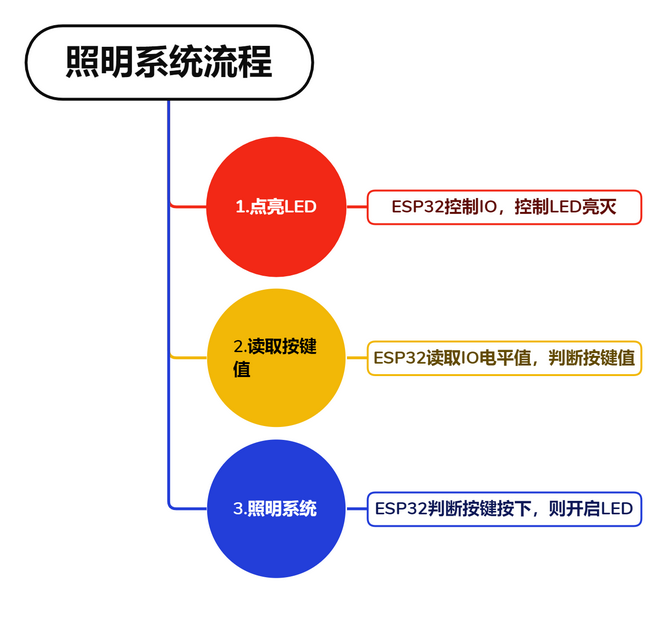 照明系统流程
1.点亮LED
ESP32控制IO，控制LED亮灭
2.读取按键
值
ESP32读取IO电平值，判断按键值
3.照明系统
ESP32判断按键按下，则开启LED